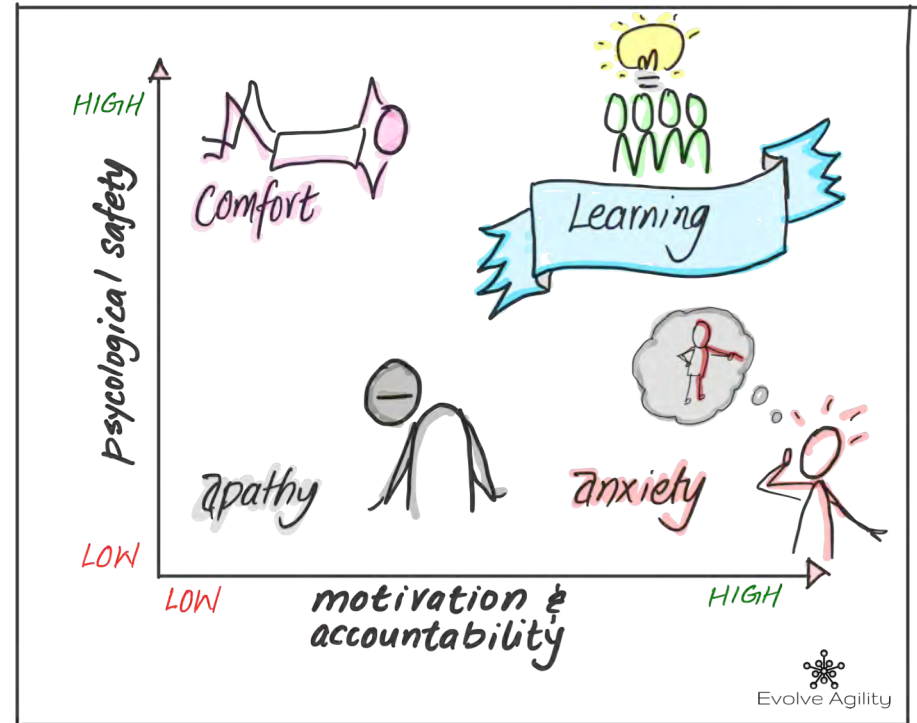 HIGH
psycological safety
Comfort
Learning
apathy
anxiety
LOW
LOW
motivation &
accountability
HIGH
Evolve Agility